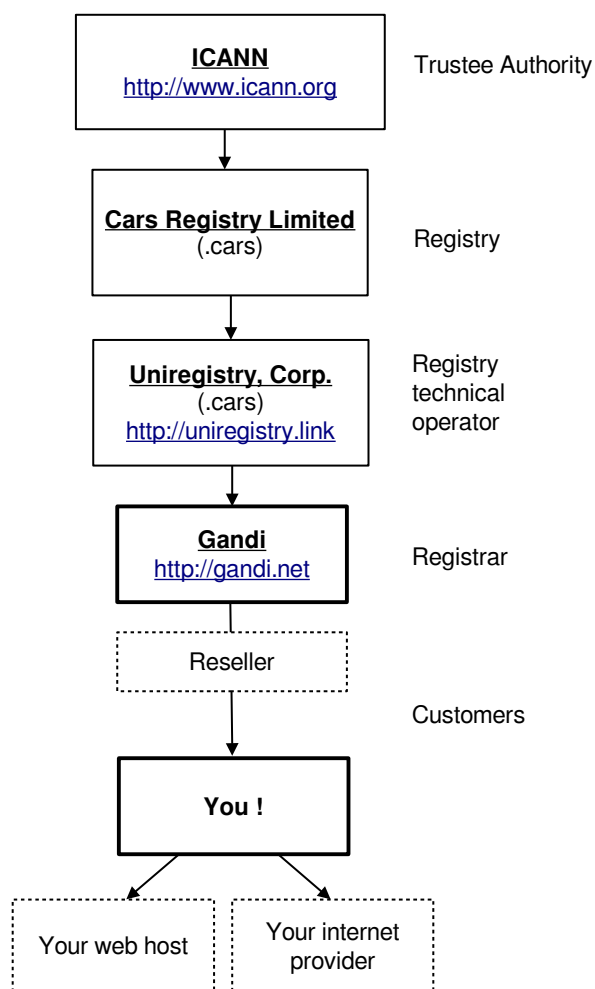 ICANN
http://www.icann.org
Trustee Authority
Cars Registry Limited
(.cars)
Registry
Uniregistry, Corp.
(.cars)
http://uniregistry.link
Registry
technical
operator
Gandi
http://gandi.net
Registrar
Reseller
Customers
You !
Your web host
Your internet
provider